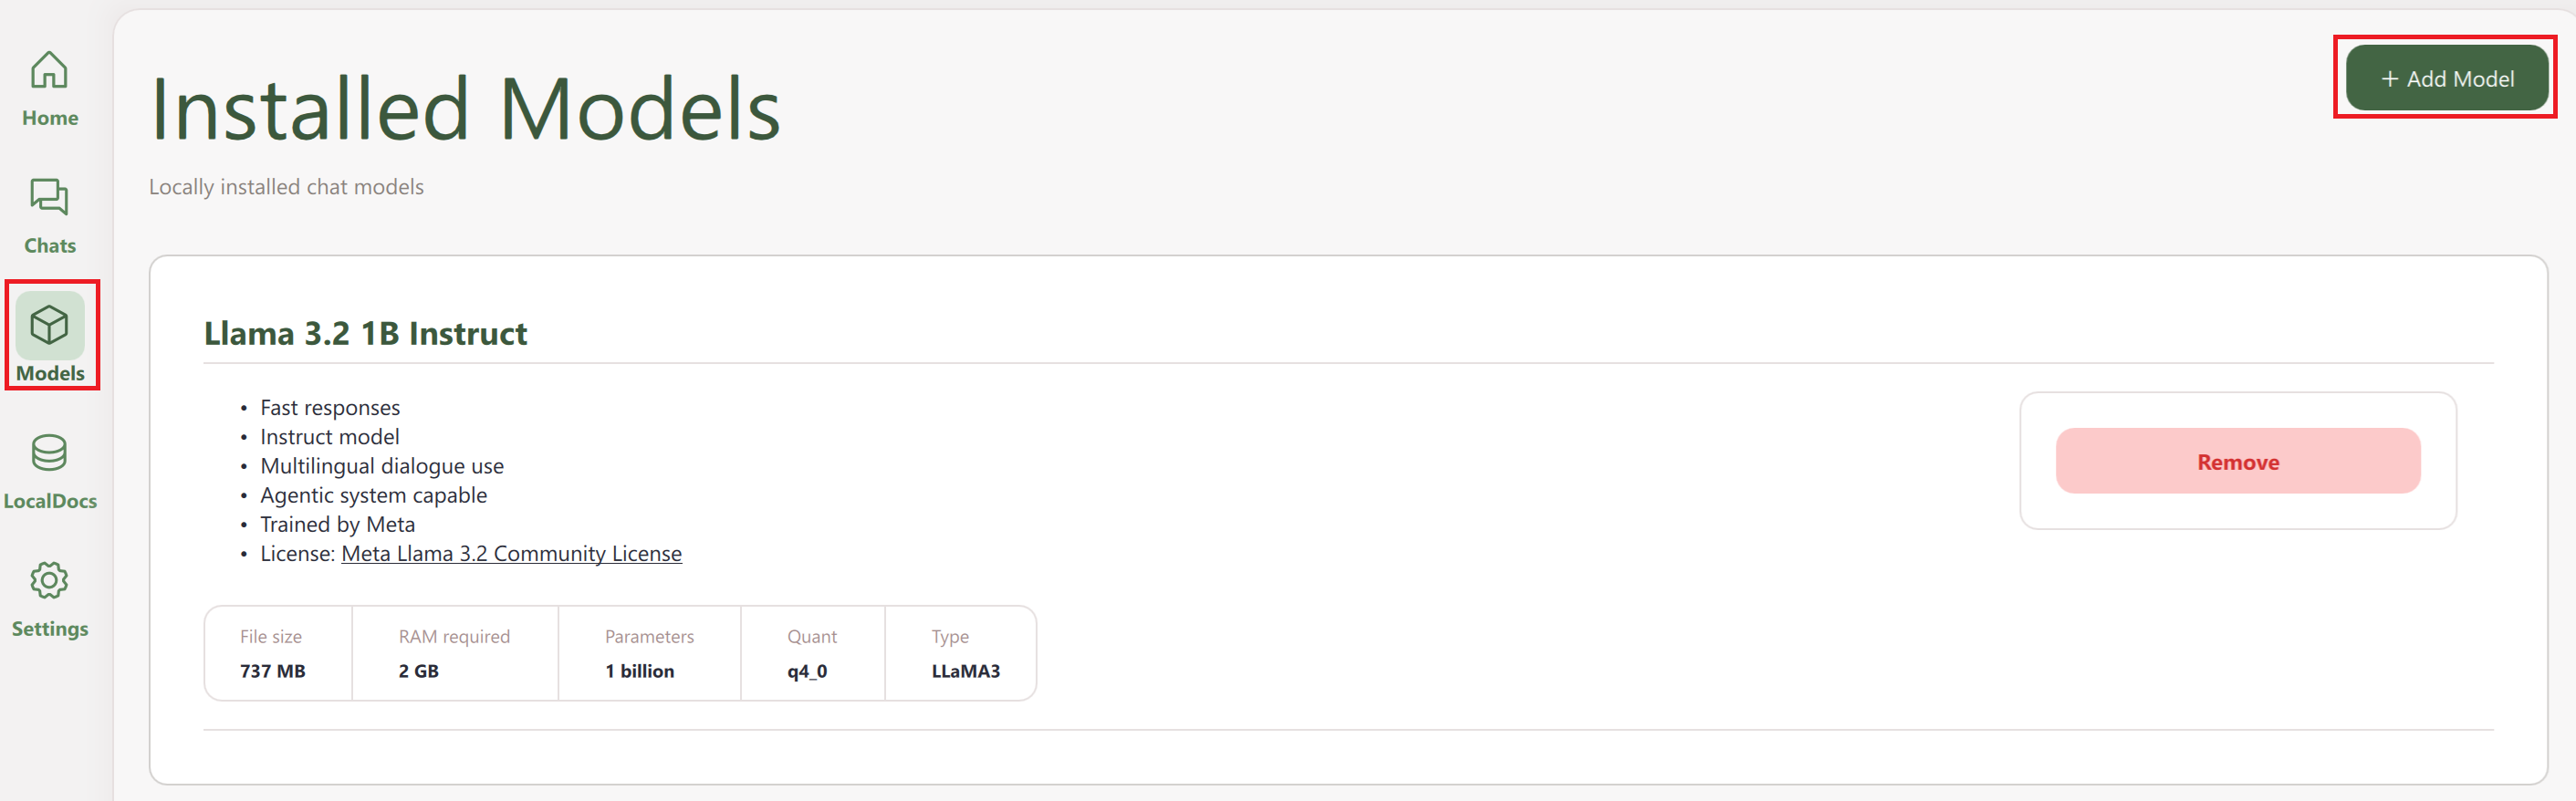 Home
Chats
Models
LocalDocs
Settings
Installed Models
+ Add Model
Locally installed chat models
Llama 3.2 1B Instruct
• Fast responses
• Instruct model
• Multilingual dialogue use
• Agentic system capable
• Trained by Meta
• License: Meta Llama 3.2 Community License
Remove
File size RAM required Parameters Quant Type
737 MB 2 GB 1 billion q4_0 LLaMA3